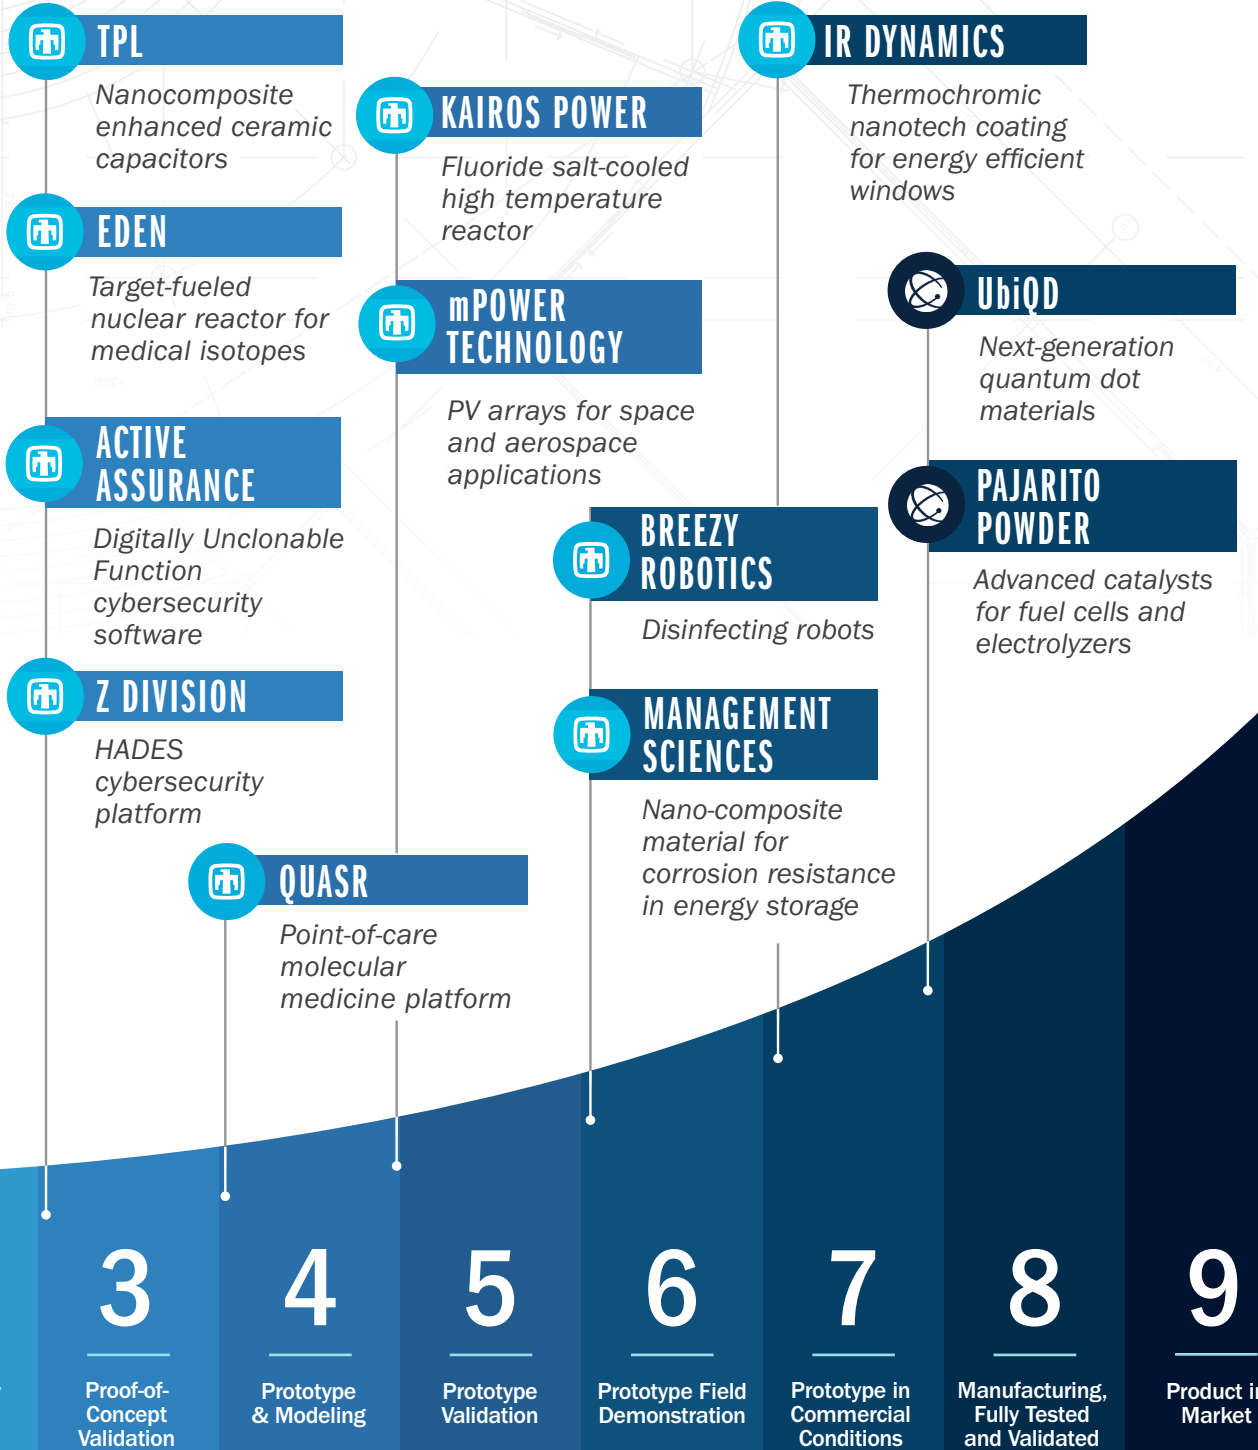 TPL
Nanocomposite
enhanced ceramic
capacitors
EDEN
Target-fueled
nuclear reactor for
medical isotopes
ACTIVE
ASSURANCE
Digitally Unclonable
Function
cybersecurity
software
Z DIVISION
HADES
cybersecurity
platform
QUASR
Point-of-care
molecular
medicine platform
KAIROS POWER
Fluoride salt-cooled
high temperature
reactor
mPOWER
TECHNOLOGY
PV arrays for space
and aerospace
applications
BREEZY
ROBOTICS
Disinfecting robots
MANAGEMENT
SCIENCES
Nano-composite
material for
corrosion resistance
in energy storage
IR DYNAMICS
Thermochromic
nanotech coating
for energy efficient
windows
UbiQD
Next-generation
quantum dot
materials
PAJARITO
POWDER
Advanced catalysts
for fuel cells and
electrolyzers
3
Proof-of-
Concept
Validation
4
Prototype
& Modeling
5
Prototype
Validation
6
Prototype Field
Demonstration
7
Prototype in
Commercial
Conditions
8
Manufacturing,
Fully Tested
and Validated
9
Product in
Market